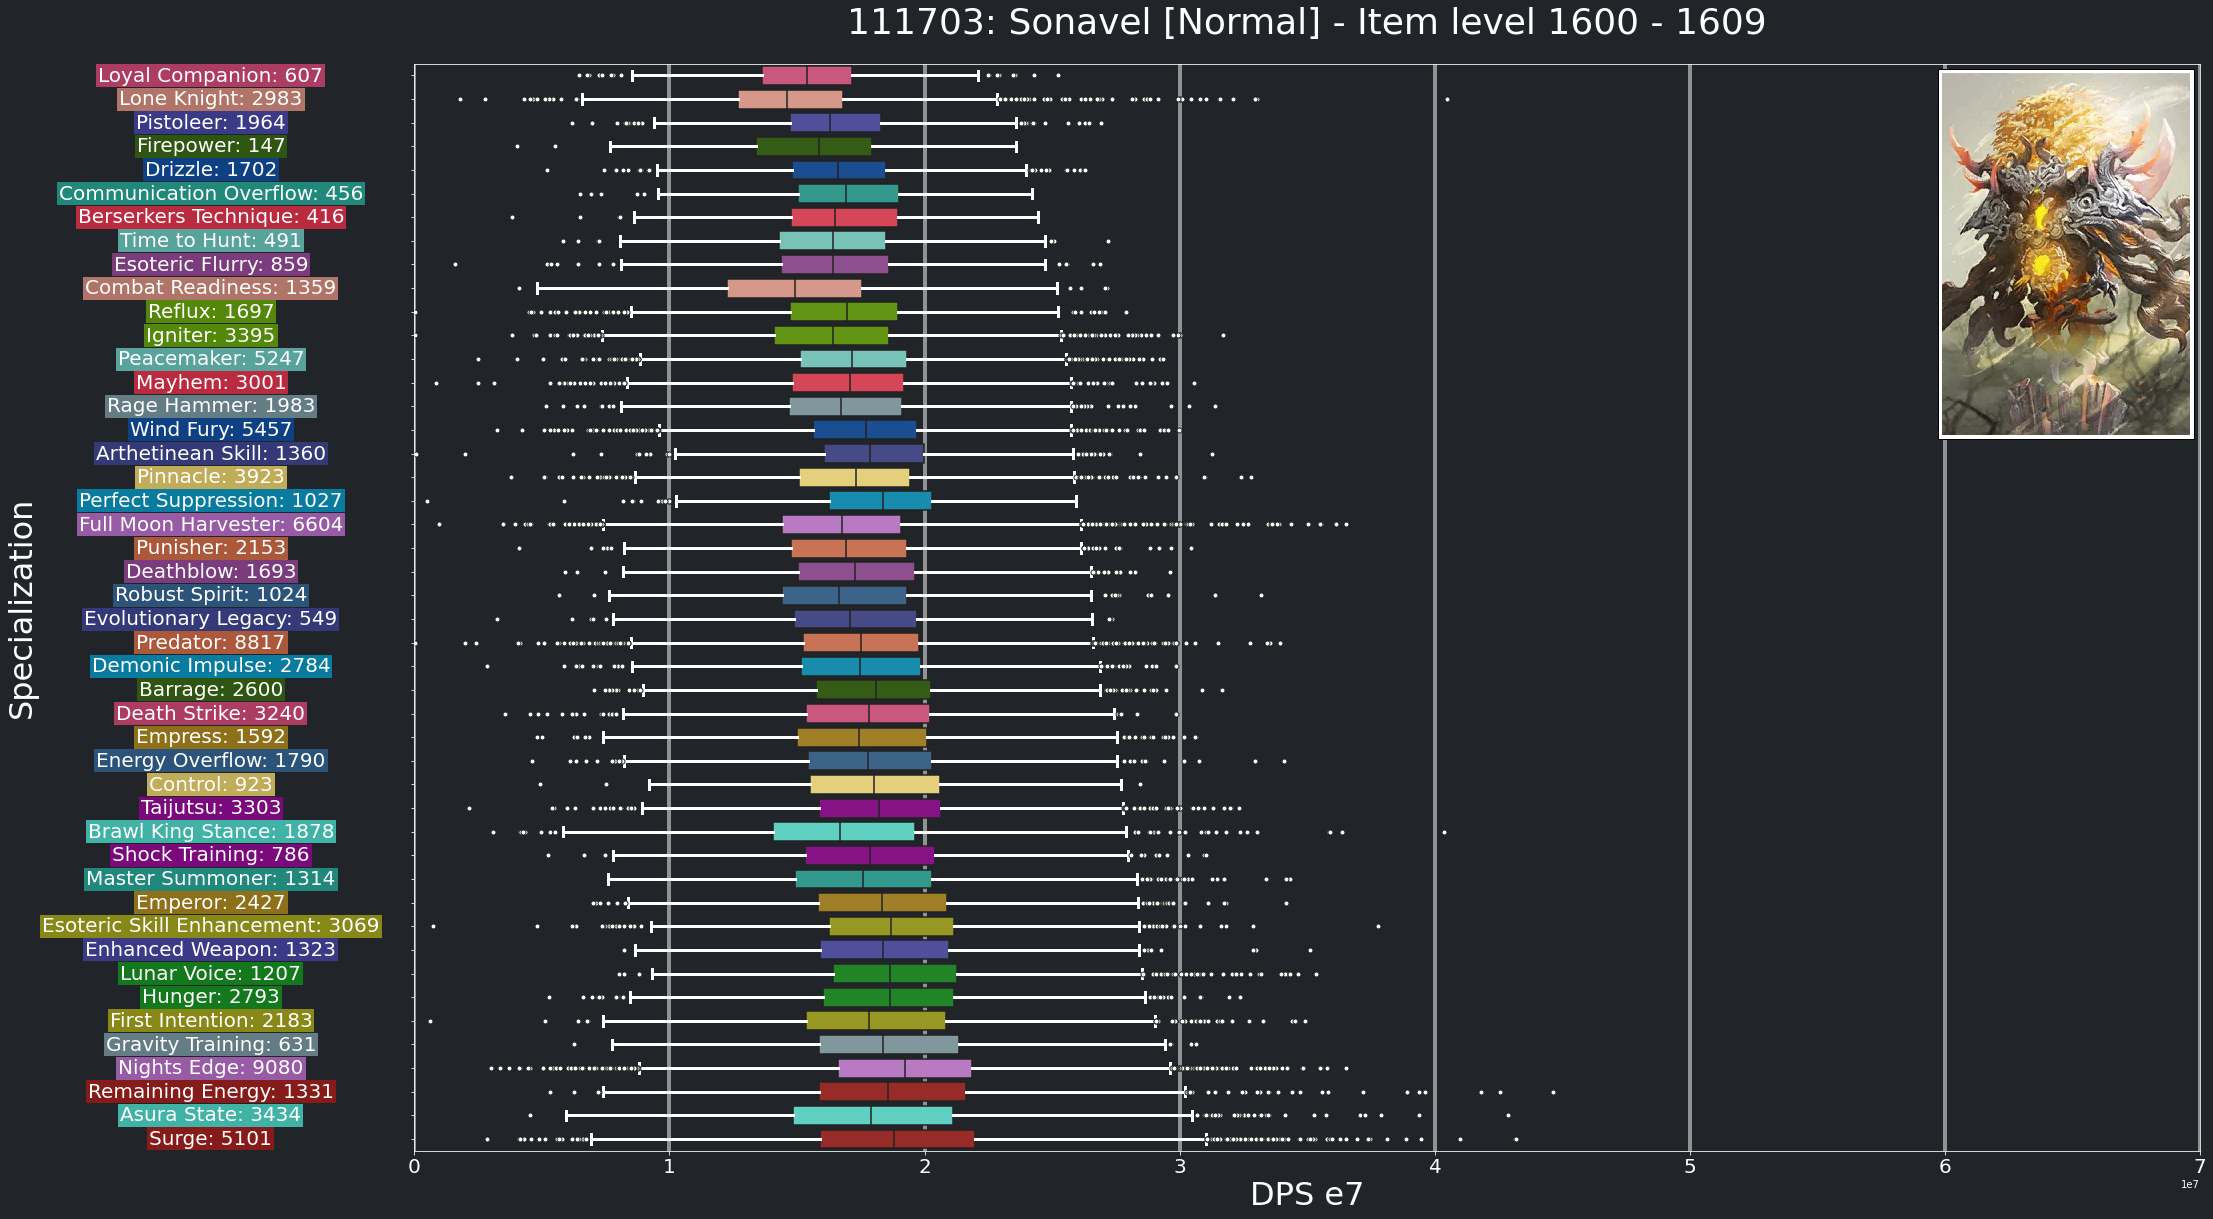 111703: Sonavel [Normal] - Item level 1600 - 1609
Specialization
Loyal Companion: 607
Lone Knight: 2983
Pistoleer: 1964
Firepower: 147
Drizzle: 1702
Communication Overflow: 456
Berserkers Technique: 416
Time to Hunt: 491
Esoteric Flurry: 859
Combat Readiness: 1359
Reflux: 1697
Igniter: 3395
Peacemaker: 5247
Mayhem: 3001
Rage Hammer: 1983
Wind Fury: 5457
Arthetinean Skill: 1360
Pinnacle: 3923
Perfect Suppression: 1027
Full Moon Harvester: 6604
Punisher: 2153
Deathblow: 1693
Robust Spirit: 1024
Evolutionary Legacy: 549
Predator: 8817
Demonic Impulse: 2784
Barrage: 2600
Death Strike: 3240
Empress: 1592
Energy Overflow: 1790
Control: 923
Taijutsu: 3303
Brawl King Stance: 1878
Shock Training: 786
Master Summoner: 1314
Emperor: 2427
Esoteric Skill Enhancement: 3069
Enhanced Weapon: 1323
Lunar Voice: 1207
Hunger: 2793
First Intention: 2183
Gravity Training: 631
Nights Edge: 9080
Remaining Energy: 1331
Asura State: 3434
Surge: 5101
0 1 2 3 4 5 6 7
1e7
DPS e7